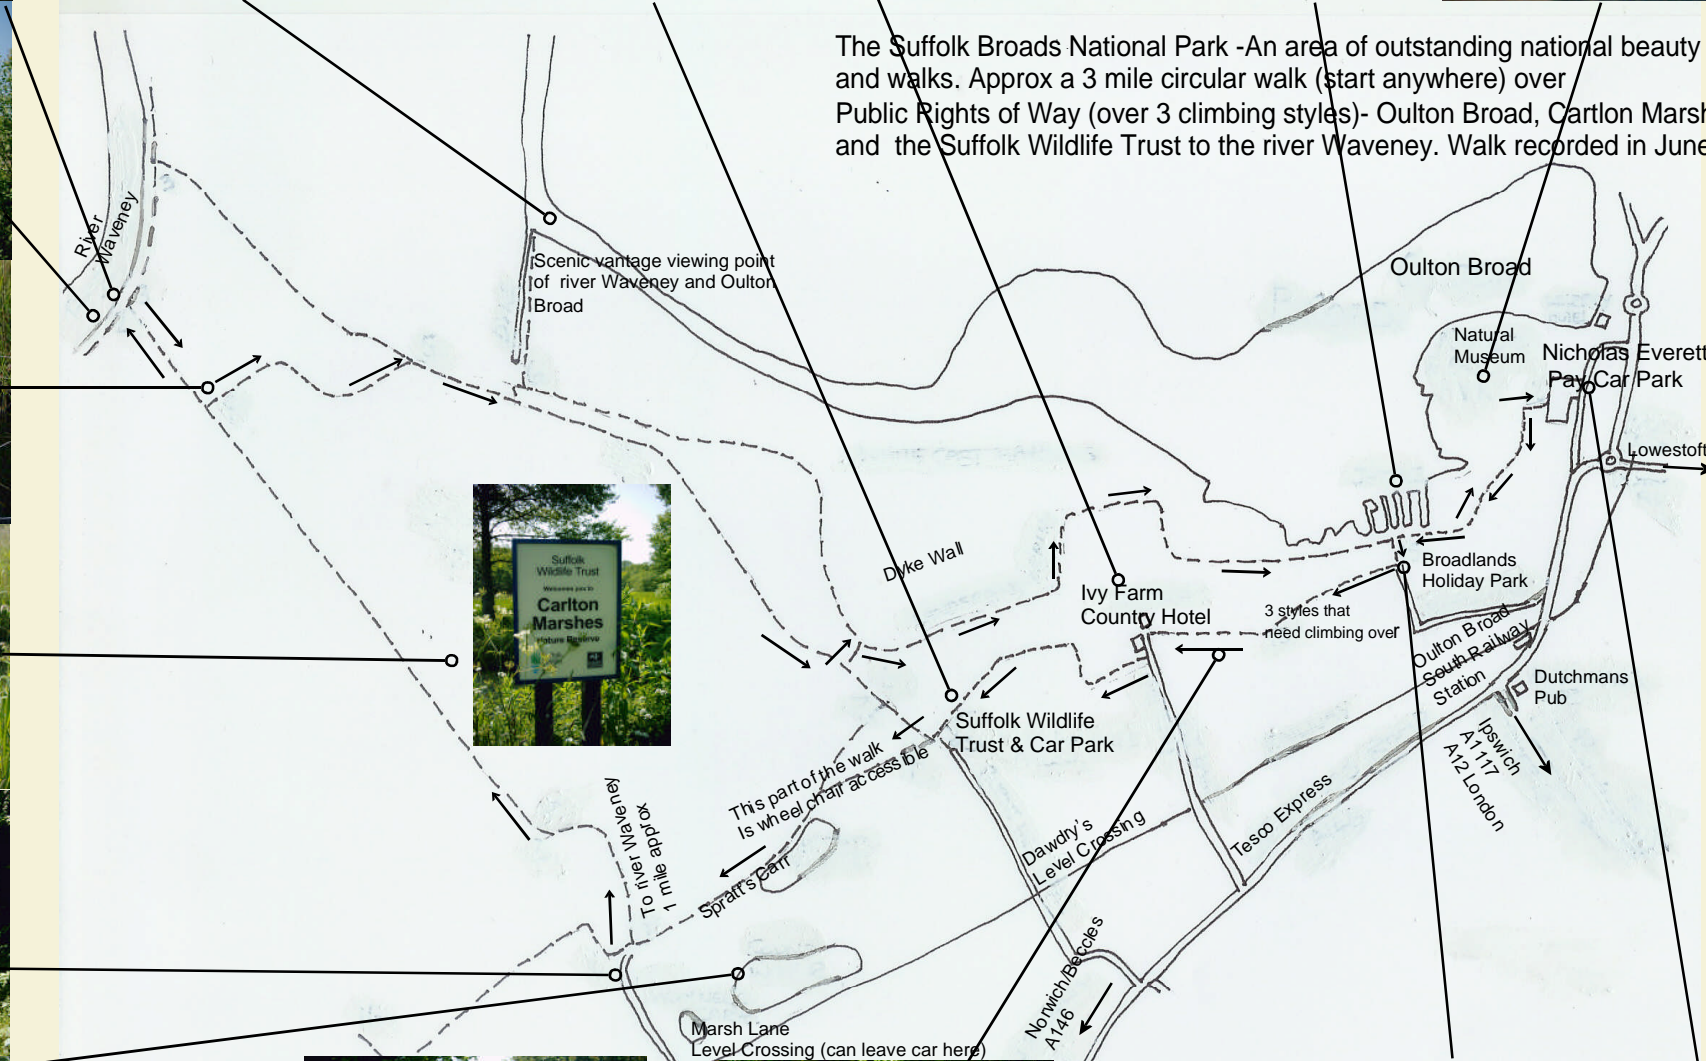 The Suffolk Broads National Park -An area of outstanding national beauty
and walks. Approx a 3 mile circular walk (start anywhere) over
Public Rights of Way (over 3 climbing styles)- Oulton Broad, Cartlon Marsh
and the Suffolk Wildlife Trust to the river Waveney. Walk recorded in June
River
Waveney
Scenic vantage viewing point
of river Waveney and Oulton
Broad
Oulton Broad
Natural
Museum
Nicholas Everett
Pay Car Park
Lowestoft
Suffolk
Wildlife Trust
Welcomes you to
Carlton
Marshes
Nature Reserve
Dyke Wall
Ivy Farm
Country Hotel
3 styles that
need climbing over
Broadlands
Holiday Park
Oulton Broad
South Railway
Station
Dutchmans
Pub
Ipswich
A1117
A12 London
Suffolk Wildlife
Trust & Car Park
This part of the walk
Is wheel chair accessible
Spratt's Carr
To river Waveney
1 mile aprox
Dawdry's
Level Crossing
Tesco Express
Norwich/Beccles
A146
Marsh Lane
Level Crossing (can leave car here)